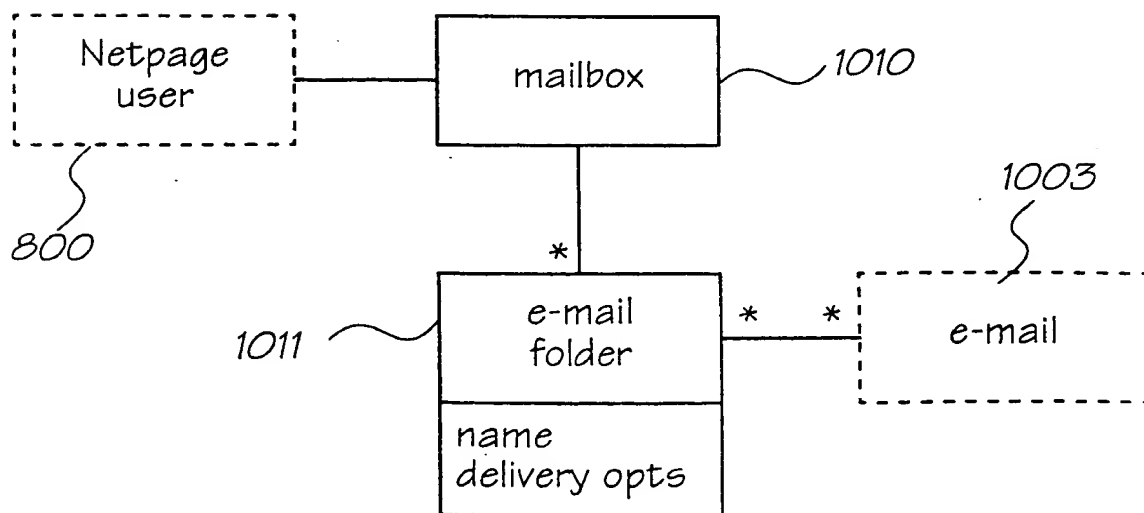 Netpage
user
mailbox
1010
800
1003
*
e-mail
folder
* *
e-mail
1011
name
delivery opts